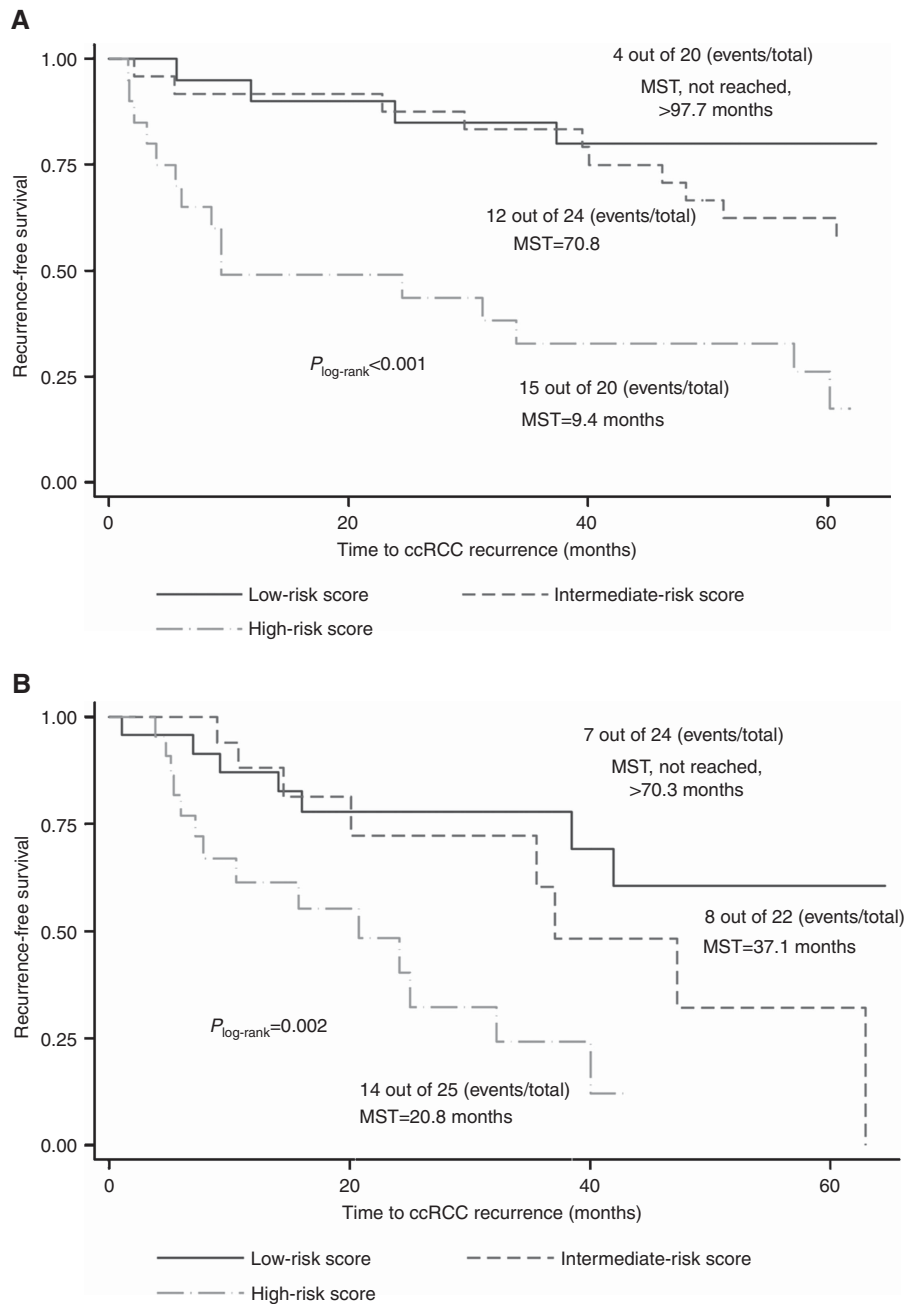 A
1.00
0.75
0.50
0.25
0.00
Recurrence-free survival
4 out of 20 (events/total)
MST, not reached,
>97.7 months
12 out of 24 (events/total)
MST=70.8
Plog-rank<0.001
15 out of 20 (events/total)
MST=9.4 months
0 20 40 60
Time to ccRCC recurrence (months)
Low-risk score Intermediate-risk score
High-risk score
B
1.00
0.75
0.50
0.25
0.00
Recurrence-free survival
7 out of 24 (events/total)
MST, not reached,
>70.3 months
8 out of 22 (events/total)
MST=37.1 months
Plog-rank=0.002
14 out of 25 (events/total)
MST=20.8 months
0 20 40 60
Time to ccRCC recurrence (months)
Low-risk score Intermediate-risk score
High-risk score